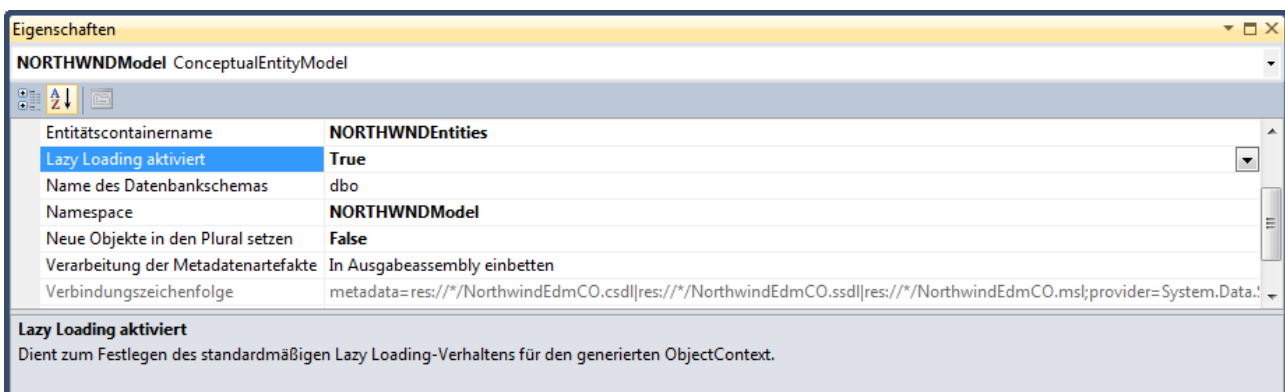 Eigenschaften
NORTHWNDModel ConceptualEntityModel
Entitätscontainername NORTHWNDEntities
Lazy Loading aktiviert True
Name des Datenbankschemas dbo
Namespace NORTHWNDModel
Neue Objekte in den Plural setzen False
Verarbeitung der Metadatenartefakte In Ausgabeassembly einbetten
Verbindungszeichenfolge metadata=res://*/NorthwindEdmCO.csdl|res://*/NorthwindEdmCO.ssdl|res://*/NorthwindEdmCO.msl;provider=System.Data.
Lazy Loading aktiviert
Dient zum Festlegen des standardmäßigen Lazy Loading-Verhaltens für den generierten ObjectContext.